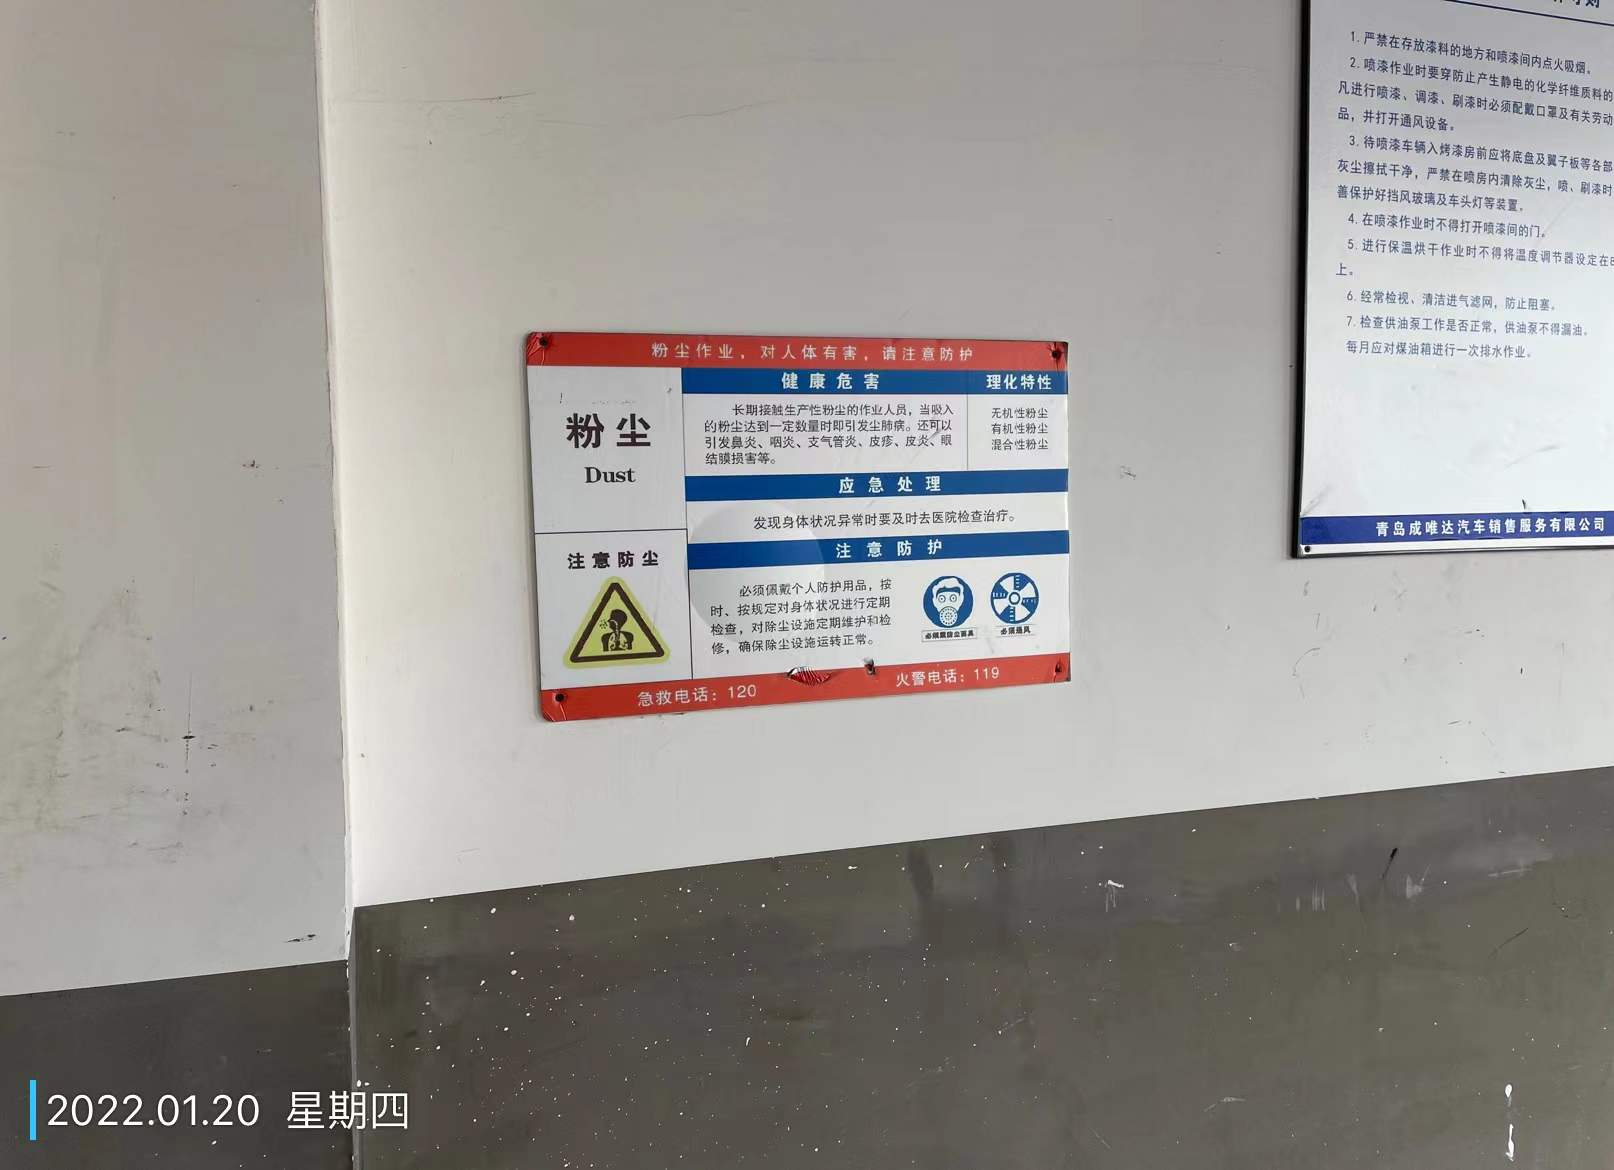 粉尘作业，对人体有害，请注意防护
粉尘
Dust
注意防尘
健康危害
长期接触生产性粉尘的作业人员，当吸入
的粉尘达到一定数量时即引发尘肺病。还可以
引发鼻炎、咽炎、支气管炎、皮疹、皮炎、眼
结膜损害等。
理化特性
无机性粉尘
有机性粉尘
混合性粉尘
应急处理
发现身体状况异常时要及时去医院检查治疗。
注意防护
必须佩戴个人防护用品，按
时、按规定对身体状况进行定期
检查，对除尘设施定期维护和检
修，确保除尘设施运转正常。
必须戴防尘面具
必须通风
急救电话：120
火警电话：119
1.严禁在存放漆料的地方和喷漆间内点火吸烟。
2.喷漆作业时要穿防止产生静电的化学纤维质料的
凡进行喷漆、调漆、刷漆时必须配戴口罩及有关劳动
品，并打开通风设备。
3.待喷漆车辆入烤漆房前应将底盘及翼子板等各部
灰尘擦拭干净，严禁在喷房内清除灰尘，喷、刷漆时
善保护好挡风玻璃及车头灯等装置。
4.在喷漆作业时不得打开喷漆间的门。
5.进行保温烘干作业时不得将温度调节器设定在
上。
6.经常检视、清洁进气滤网，防止阻塞。
7.检查供油泵工作是否正常，供油泵不得漏油。
每月应对煤油箱进行一次排水作业。
青岛成唯达汽车销售服务有限公司
2022.01.20 星期四